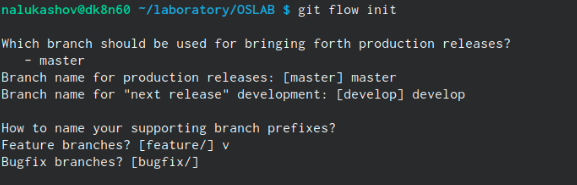 nalukashov@dk8n60 ~/laboratory/OSLAB $ git flow init
Which branch should be used for bringing forth production releases?
- master
Branch name for production releases: [master] master
Branch name for "next release" development: [develop] develop
How to name your supporting branch prefixes?
Feature branches? [feature/] v
Bugfix branches? [bugfix/]